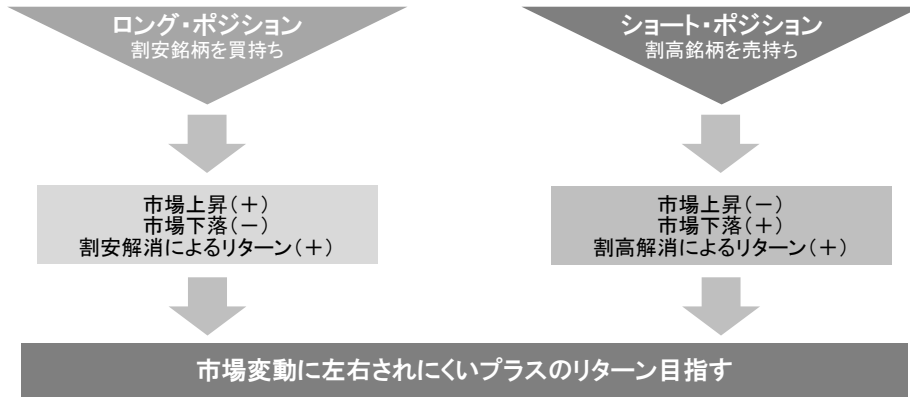 ロング・ポジション
割安銘柄を買持ち
ショート・ポジション
割高銘柄を売持ち
市場上昇(+)
市場下落(-)
割安解消によるリターン(+)
市場上昇(-)
市場下落(+)
割高解消によるリターン(+)
市場変動に左右されにくいプラスのリターン目指す